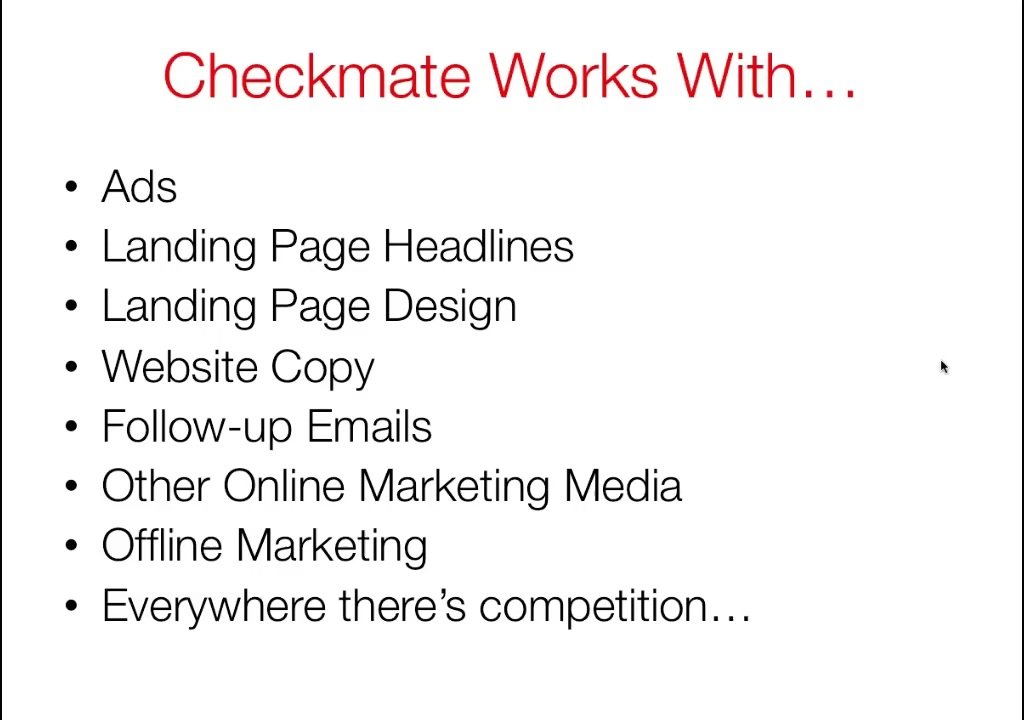 Checkmate Works With…
• Ads
• Landing Page Headlines
• Landing Page Design
• Website Copy
• Follow-up Emails
• Other Online Marketing Media
• Offline Marketing
• Everywhere there’s competition…